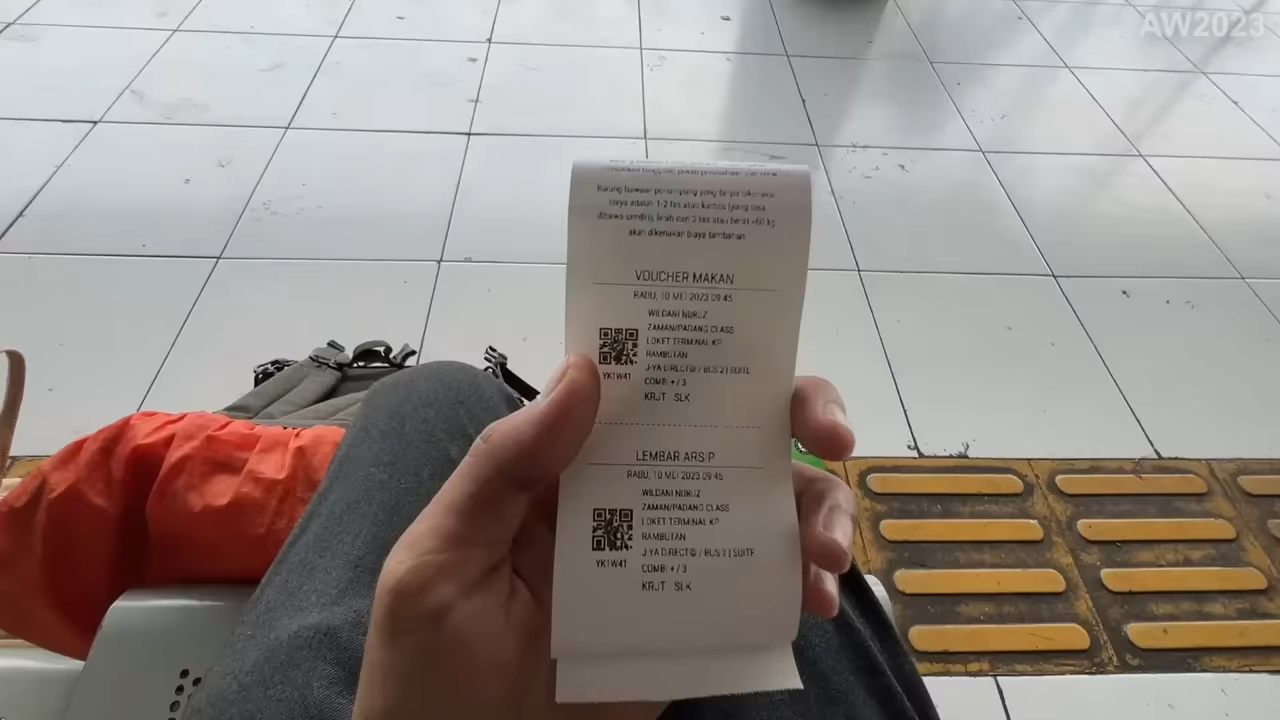 AW2023
Barang bawaan penumpang yang tanpa dikenakan
biaya adalah 1-2 tas atau kardus (yang bisa
dibawa sendiri), lebih dari 2 tas atau berat >60 kg
akan dikenakan biaya tambahan
VOUCHER MAKAN
RABU, 10 MEI 2023 09:45
WILDANI NURUZ
ZAMAN/PADANG CLASS
LOKET TERMINAL KP
RAMBUTAN
J-YA DIRECT® / BUS 2 | SUITE
COMBI + / 3
KRJT SLK
YK1W41
LEMBAR ARSIP
RABU, 10 MEI 2023 09:45
WILDANI NURUZ
ZAMAN/PADANG CLASS
LOKET TERMINAL KP
RAMBUTAN
J-YA DIRECT® / BUS 2 | SUITE
COMBI + / 3
KRJT SLK
YK1W41